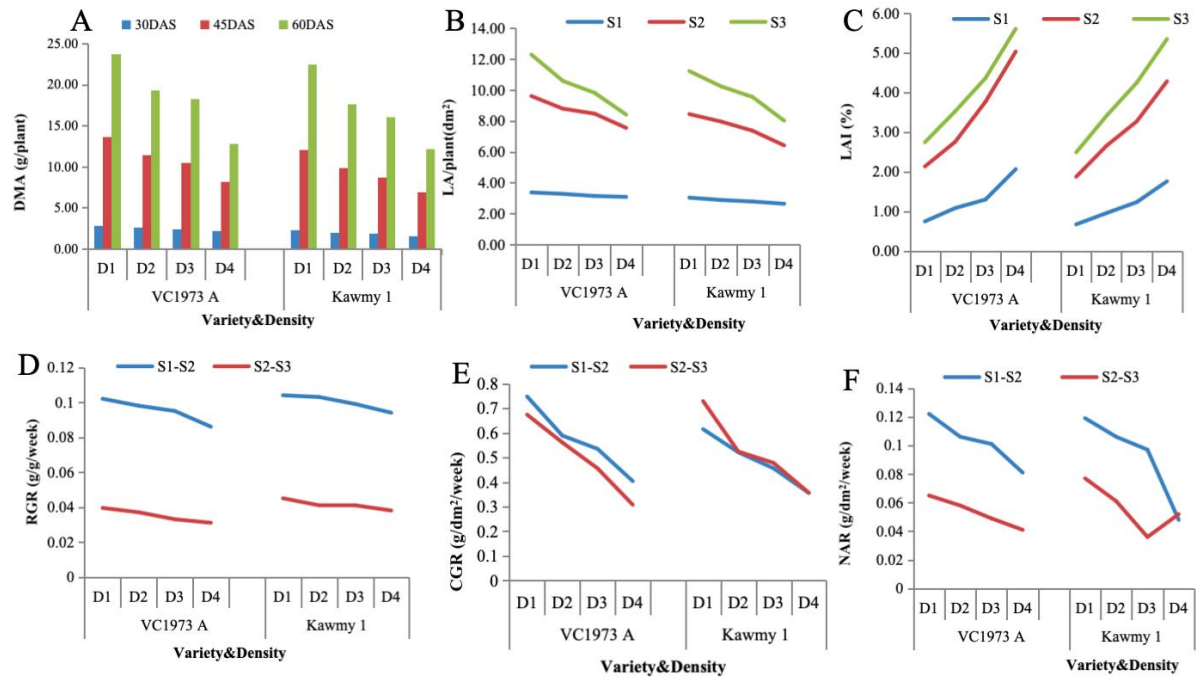 A
30DAS 45DAS 60DAS
DMA (g/plant)
25.00
20.00
15.00
10.00
5.00
0.00
D1 D2 D3 D4 D1 D2 D3 D4
VC1973 A Kawmy 1
Variety&Density
B
S1 S2 S3
LA/plant(dm²)
14.00
12.00
10.00
8.00
6.00
4.00
2.00
0.00
D1 D2 D3 D4 D1 D2 D3 D4
VC1973 A Kawmy 1
Variety&Density
C
S1 S2 S3
LAI (%)
6.00
5.00
4.00
3.00
2.00
1.00
0.00
D1 D2 D3 D4 D1 D2 D3 D4
VC1973 A Kawmy 1
Variety&Density
D
S1-S2 S2-S3
RGR (g/g/week)
0.12
0.1
0.08
0.06
0.04
0.02
0
D1 D2 D3 D4 D1 D2 D3 D4
VC1973 A Kawmy 1
Variety&Density
E
S1-S2 S2-S3
CGR (g/dm²/week)
0.8
0.7
0.6
0.5
0.4
0.3
0.2
0.1
0
D1 D2 D3 D4 D1 D2 D3 D4
VC1973 A Kawmy 1
Variety&Density
F
S1-S2 S2-S3
NAR (g/dm²/week)
0.14
0.12
0.1
0.08
0.06
0.04
0.02
0
D1 D2 D3 D4 D1 D2 D3 D4
VC1973 A Kawmy 1
Variety&Density